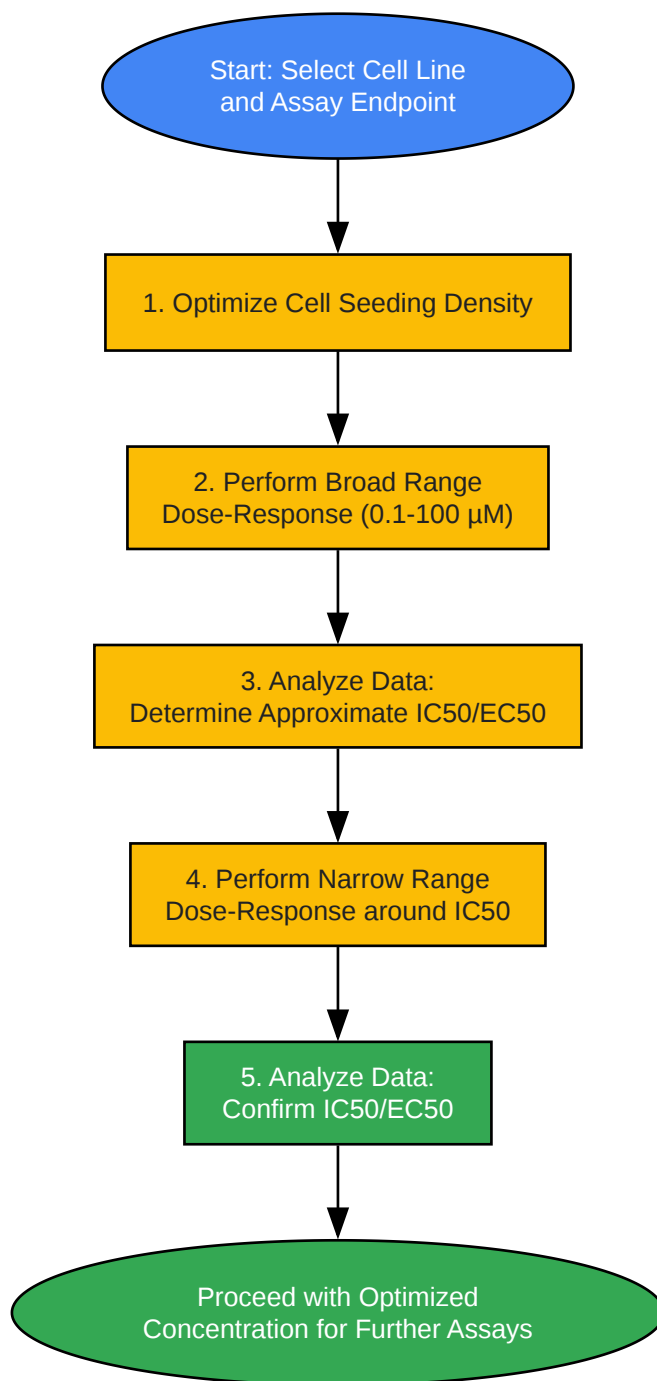 Start: Select Cell Line
and Assay Endpoint
1. Optimize Cell Seeding Density
2. Perform Broad Range
Dose-Response (0.1-100 µM)
3. Analyze Data:
Determine Approximate IC50/EC50
4. Perform Narrow Range
Dose-Response around IC50
5. Analyze Data:
Confirm IC50/EC50
Proceed with Optimized
Concentration for Further Assays